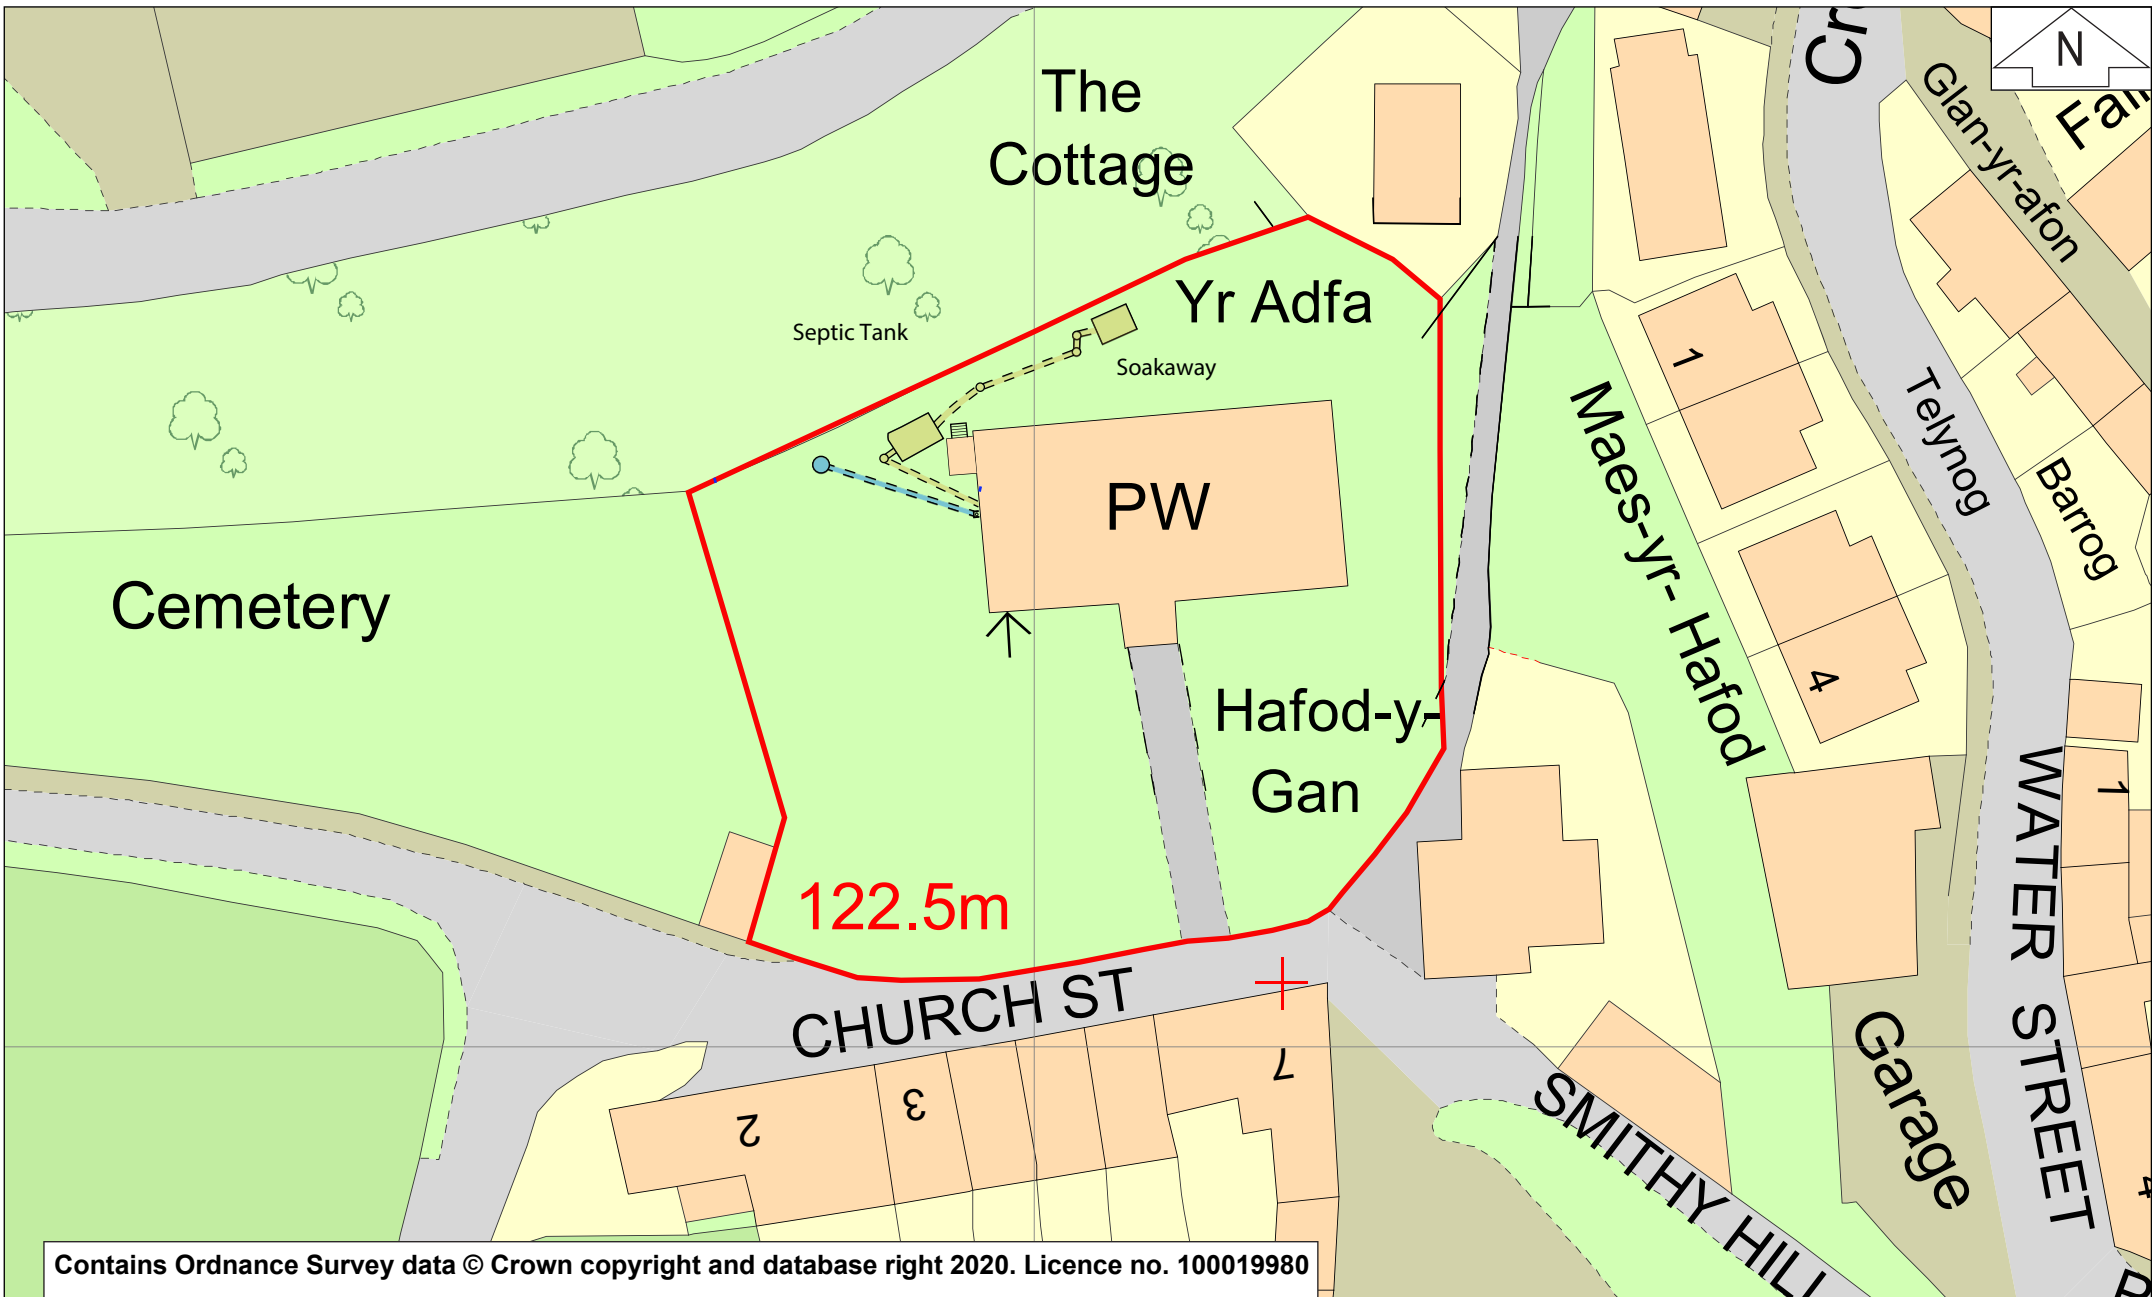 N
The
Cottage
Glan-yr-afon
Septic Tank
Yr Adfa
Soakaway
1
Telynog
PW
Maes-yr- Hafod
Barrog
Cemetery
4
Hafod-y-
Gan
122.5m
WATER STREET
1
CHURCH ST
7
3
2
Garage
SMITHY HILL
4
Contains Ordnance Survey data © Crown copyright and database right 2020. Licence no. 100019980